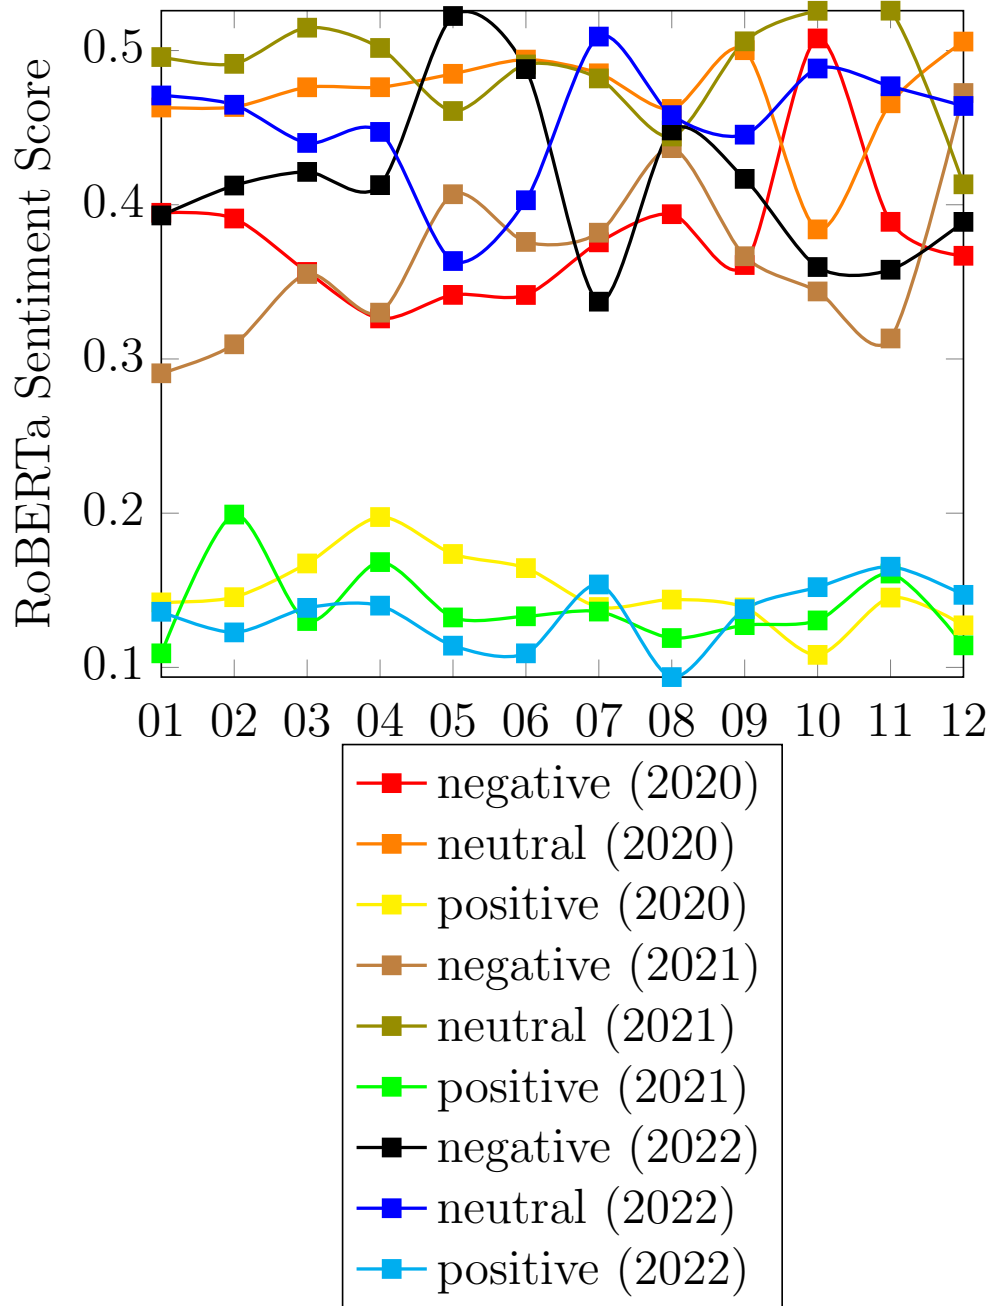 RoBERTa Sentiment Score
0.5
0.4
0.3
0.2
0.1
01 02 03 04 05 06 07 08 09 10 11 12
negative (2020)
neutral (2020)
positive (2020)
negative (2021)
neutral (2021)
positive (2021)
negative (2022)
neutral (2022)
positive (2022)